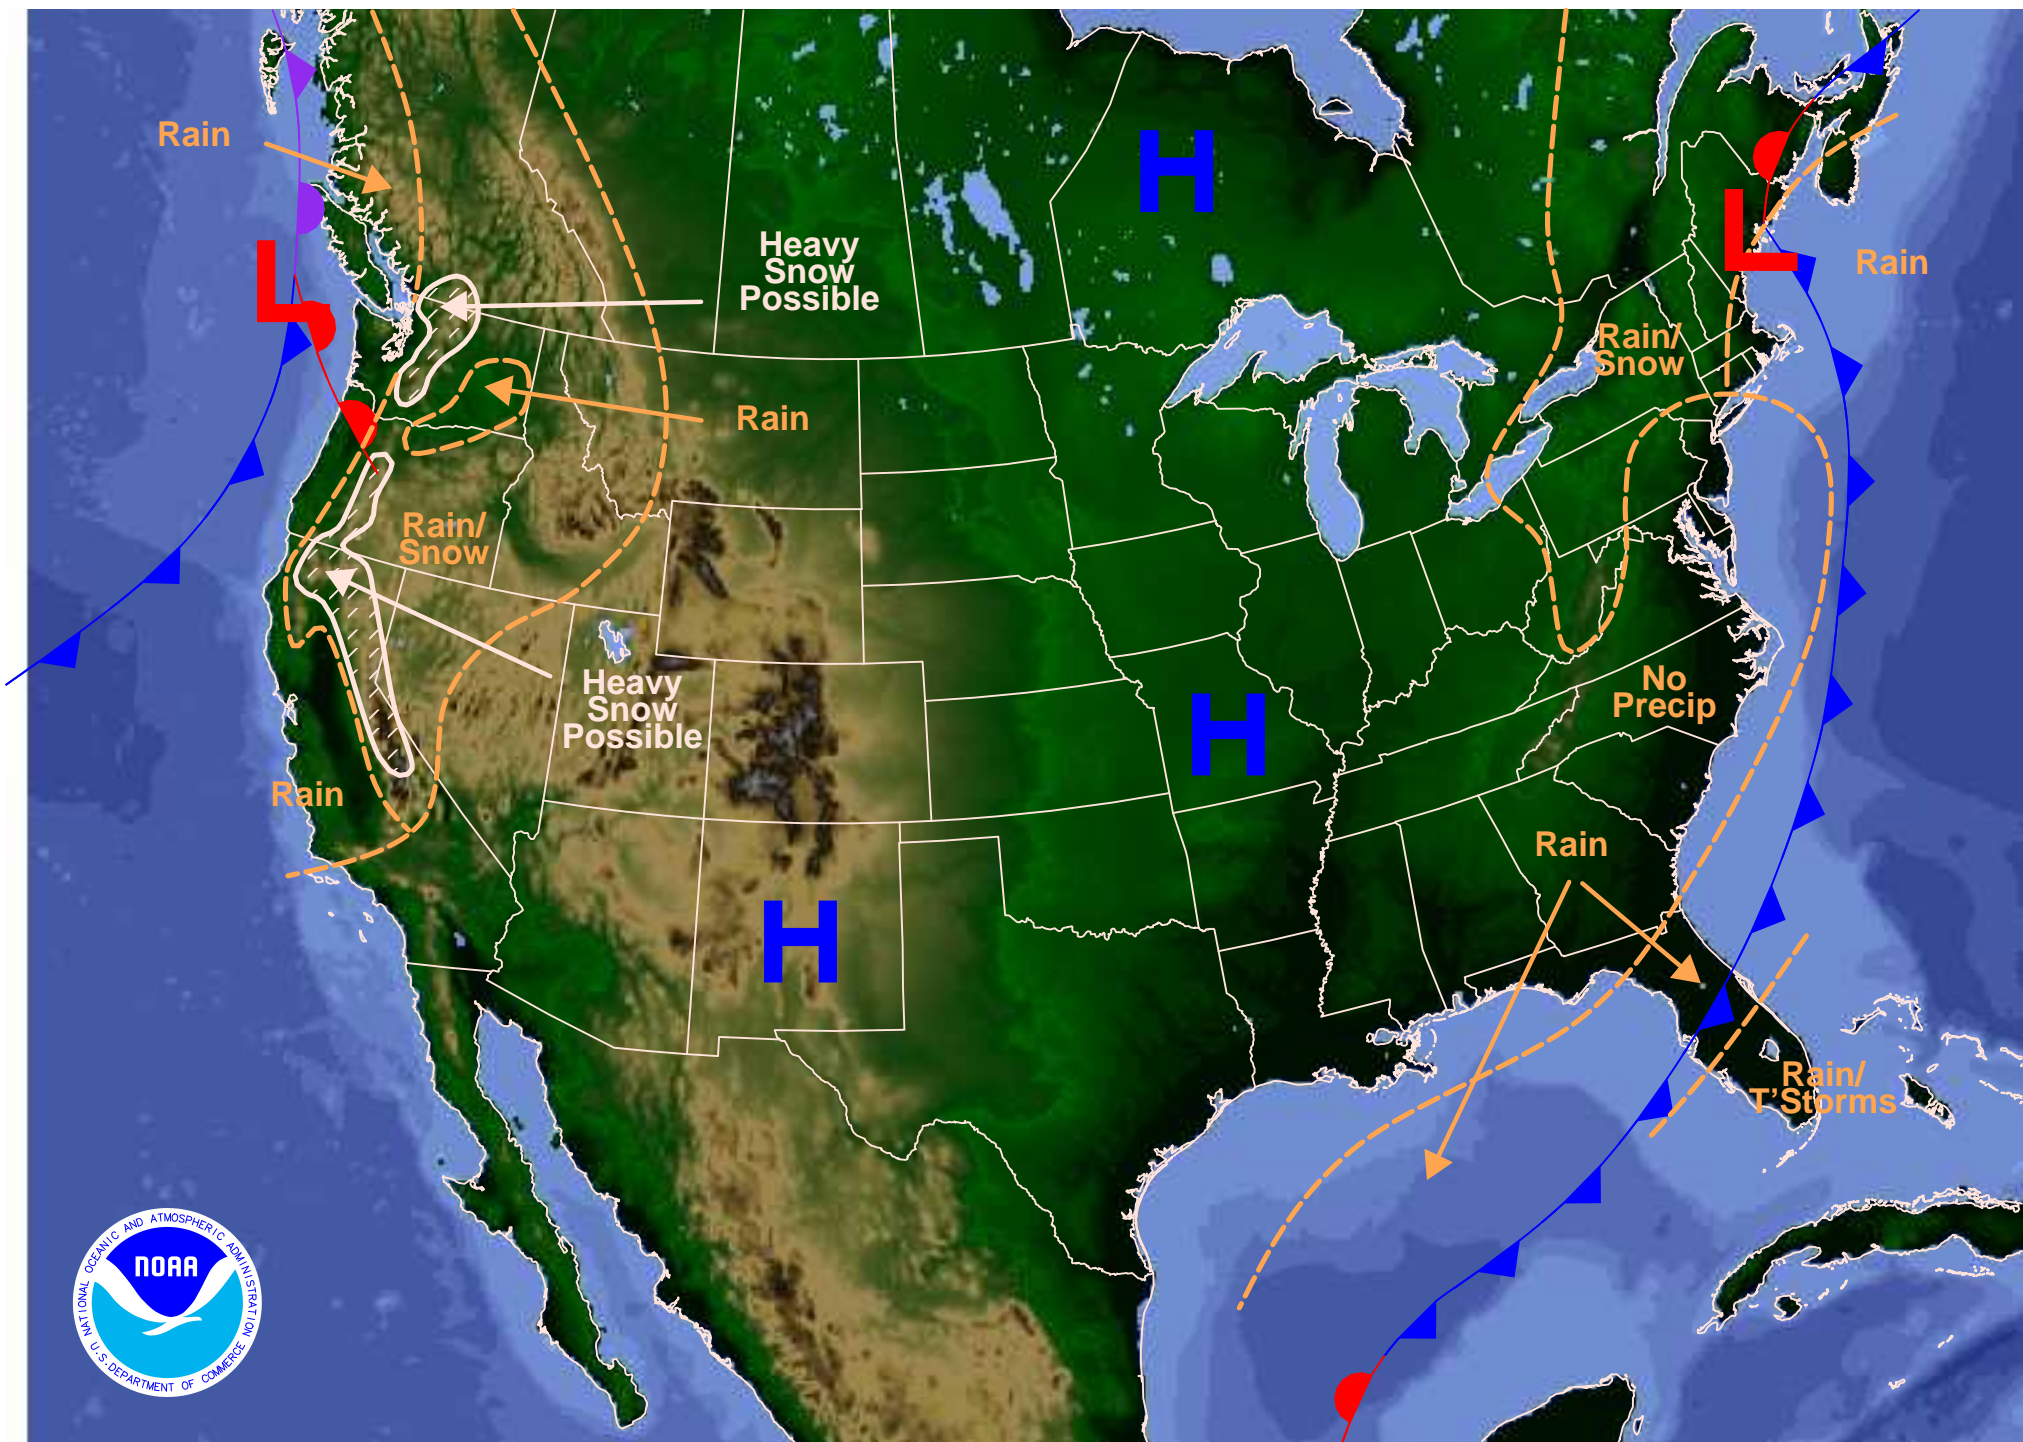 H
L
Rain
Rain
Heavy
Snow
Possible
L
Rain/
Snow
Rain
Rain/
Snow
Heavy
Snow
Possible
No
Precip
H
Rain
Rain
H
Rain/
T'Storms
NATIONAL OCEANIC AND ATMOSPHERIC ADMINISTRATION
NOAA
U.S. DEPARTMENT OF COMMERCE